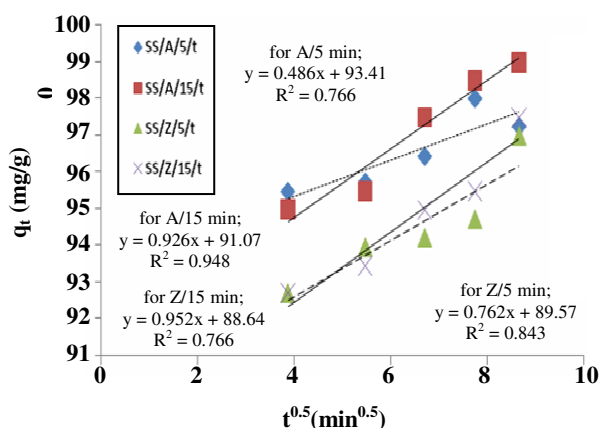 100
99
98
97
96
95
94
93
92
91
0
q_t (mg/g)
SS/A/5/t
SS/A/15/t
SS/Z/5/t
SS/Z/15/t
for A/5 min;
y = 0.486x + 93.41
R² = 0.766
for A/15 min;
y = 0.926x + 91.07
R² = 0.948
for Z/15 min;
y = 0.952x + 88.64
R² = 0.766
for Z/5 min;
y = 0.762x + 89.57
R² = 0.843
0 2 4 6 8 10
t^0.5(min^0.5)